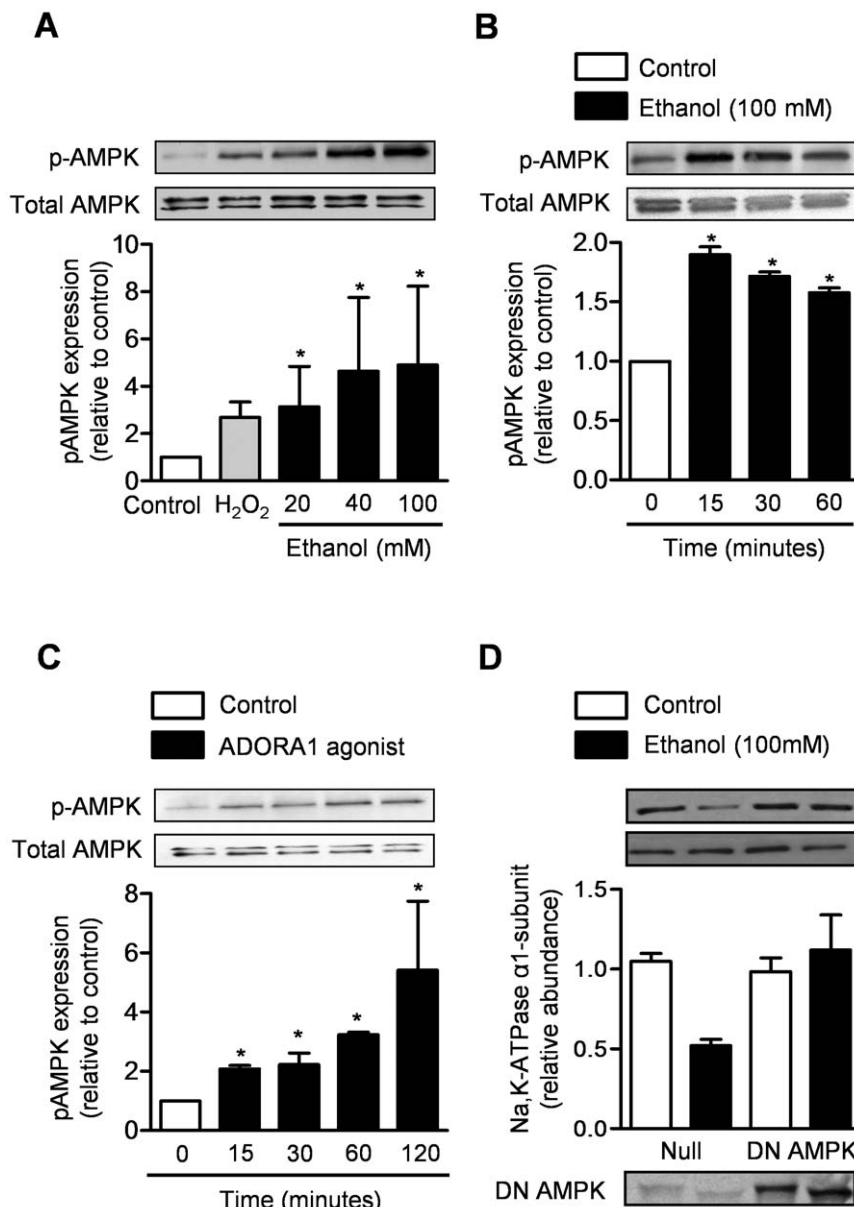 A
p-AMPK
Total AMPK
pAMPK expression
(relative to control)
10
8
6
4
2
0
* * *
Control H₂O₂ 20 40 100
Ethanol (mM)
B
Control
Ethanol (100 mM)
p-AMPK
Total AMPK
pAMPK expression
(relative to control)
2.0
1.5
1.0
0.5
0.0
* * *
0 15 30 60
Time (minutes)
C
Control
ADORA1 agonist
p-AMPK
Total AMPK
pAMPK expression
(relative to control)
8
6
4
2
0
* * * *
0 15 30 60 120
Time (minutes)
D
Control
Ethanol (100mM)
Na,K-ATPase α1-subunit
(relative abundance)
1.5
1.0
0.5
0.0
Null DN AMPK
DN AMPK